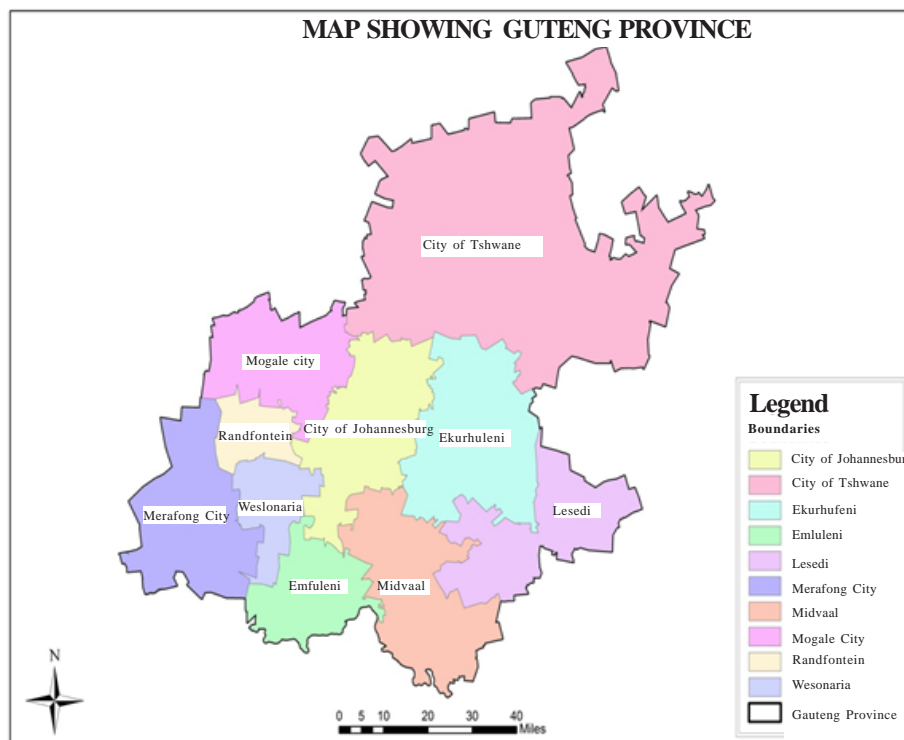 MAP SHOWING GUTENG PROVINCE
City of Tshwane
Mogale city
Randfontein
City of Johannesburg
Ekurhuleni
Merafong City
Weslonaria
Lesedi
Emfuleni
Midvaal
N
0 5 10 20 30 40
Miles
Legend
Boundaries
City of Johannesbur
City of Tshwane
Ekurhufeni
Emluleni
Lesedi
Merafong City
Midvaal
Mogale City
Randfontein
Wesonaria
Gauteng Province